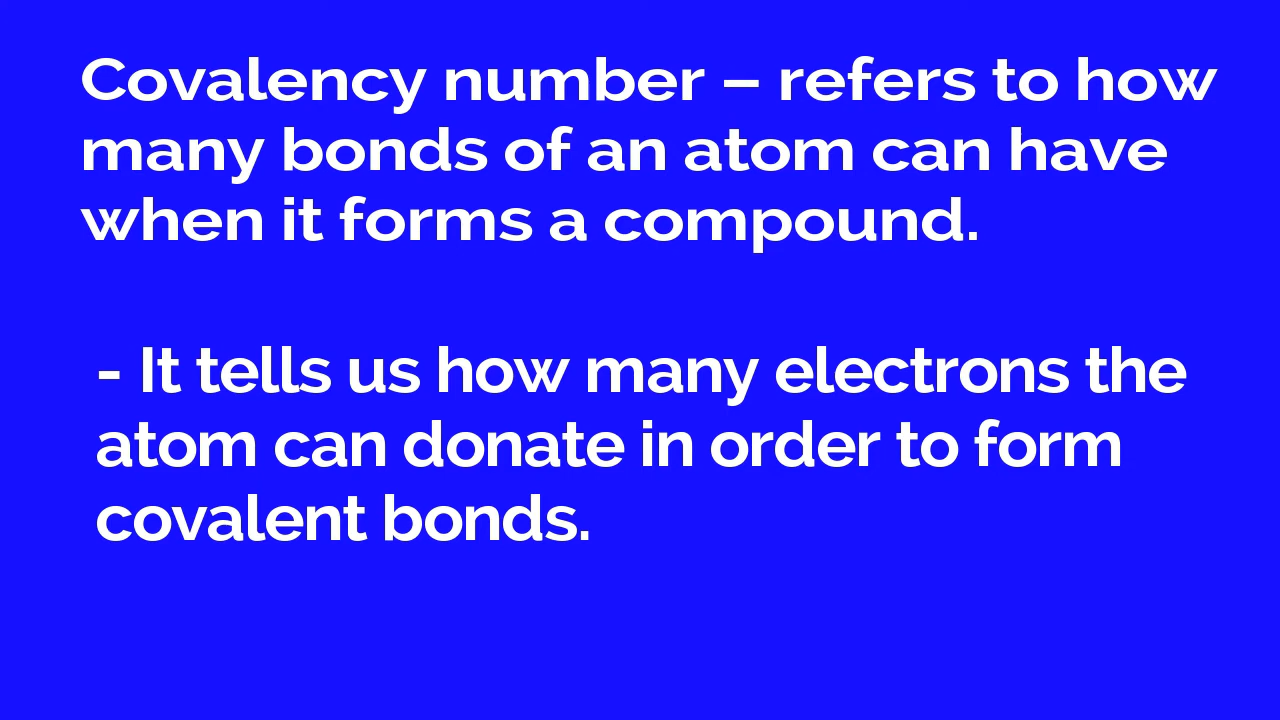 Covalency number – refers to how
many bonds of an atom can have
when it forms a compound.
- It tells us how many electrons the
atom can donate in order to form
covalent bonds.